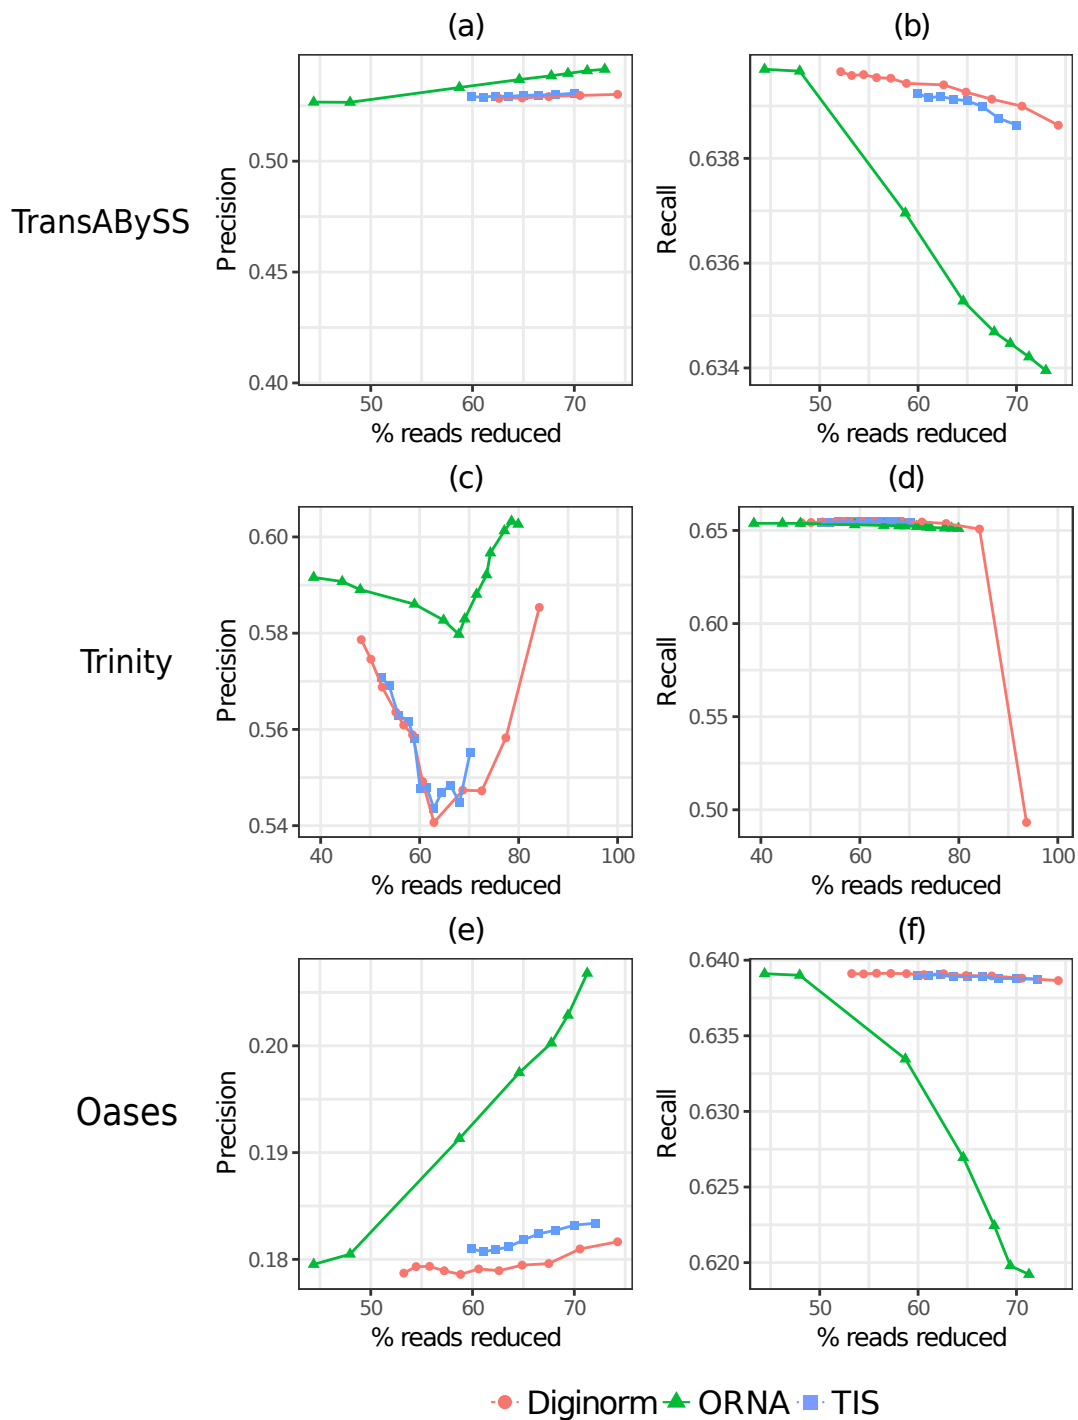 (a) (b)
TransABySS
Precision
0.50
0.45
0.40
50 60 70
% reads reduced
Recall
0.638
0.636
0.634
50 60 70
% reads reduced
(c) (d)
Trinity
Precision
0.60
0.58
0.56
0.54
40 60 80 100
% reads reduced
Recall
0.65
0.60
0.55
0.50
40 60 80 100
% reads reduced
(e) (f)
Oases
Precision
0.20
0.19
0.18
50 60 70
% reads reduced
Recall
0.640
0.635
0.630
0.625
0.620
50 60 70
% reads reduced
Diginorm ORNA TIS